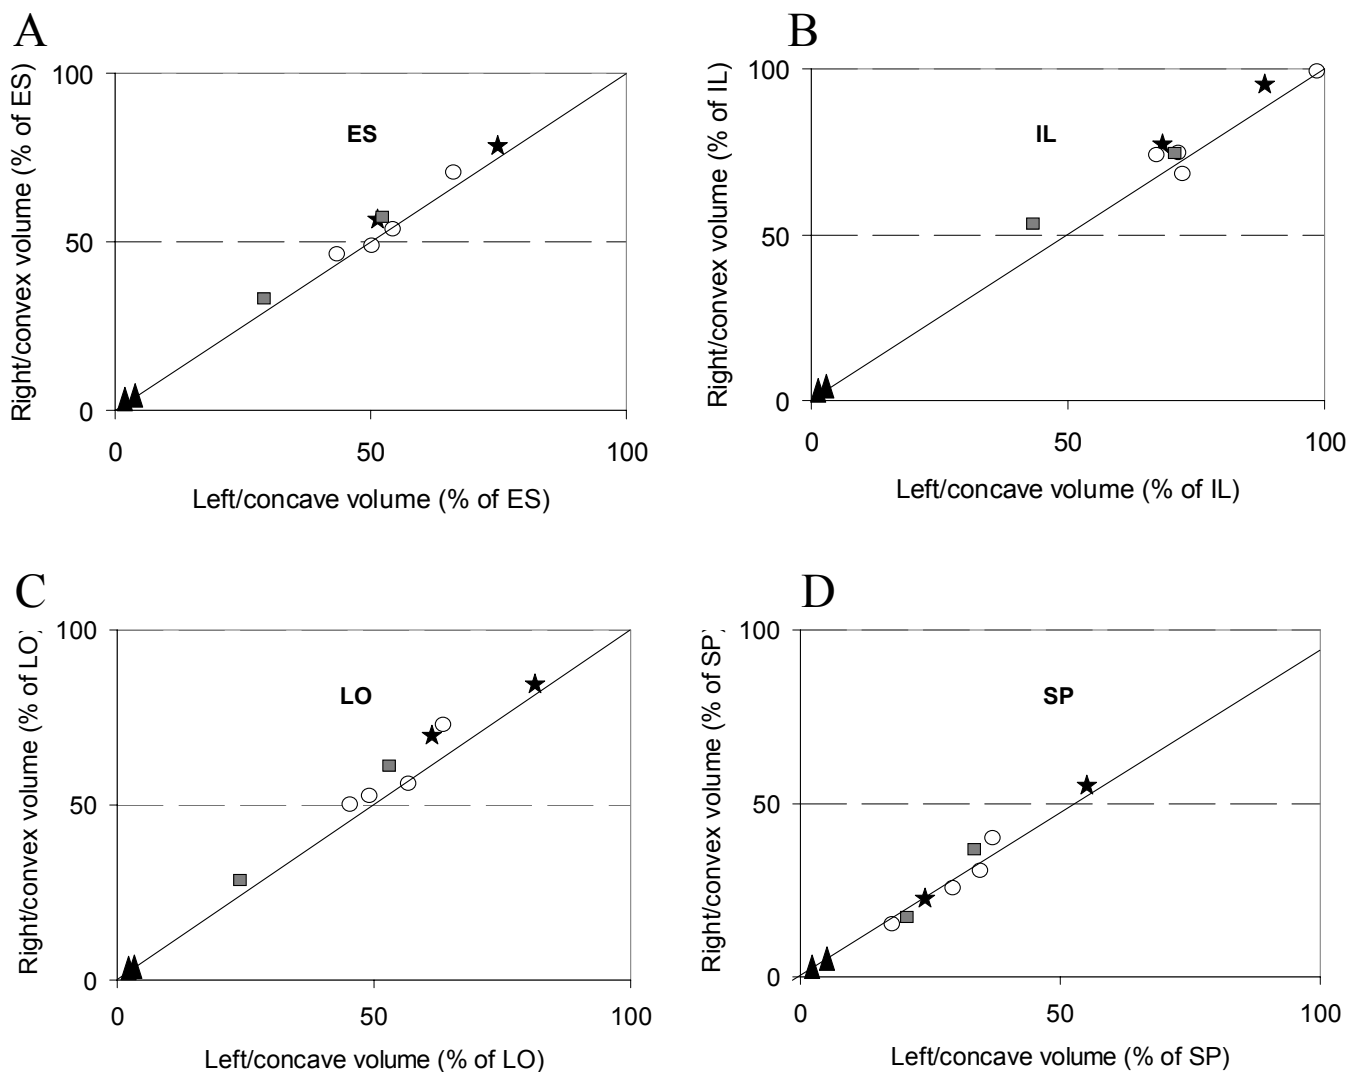 A
Right/convex volume (% of ES)
100
50
0
ES
0 50 100
Left/concave volume (% of ES)
B
Right/convex volume (% of IL)
100
50
0
IL
0 50 100
Left/concave volume (% of IL)
C
Right/convex volume (% of LO)
100
50
0
LO
0 50 100
Left/concave volume (% of LO)
D
Right/convex volume (% of SP)
100
50
0
SP
0 50 100
Left/concave volume (% of SP)